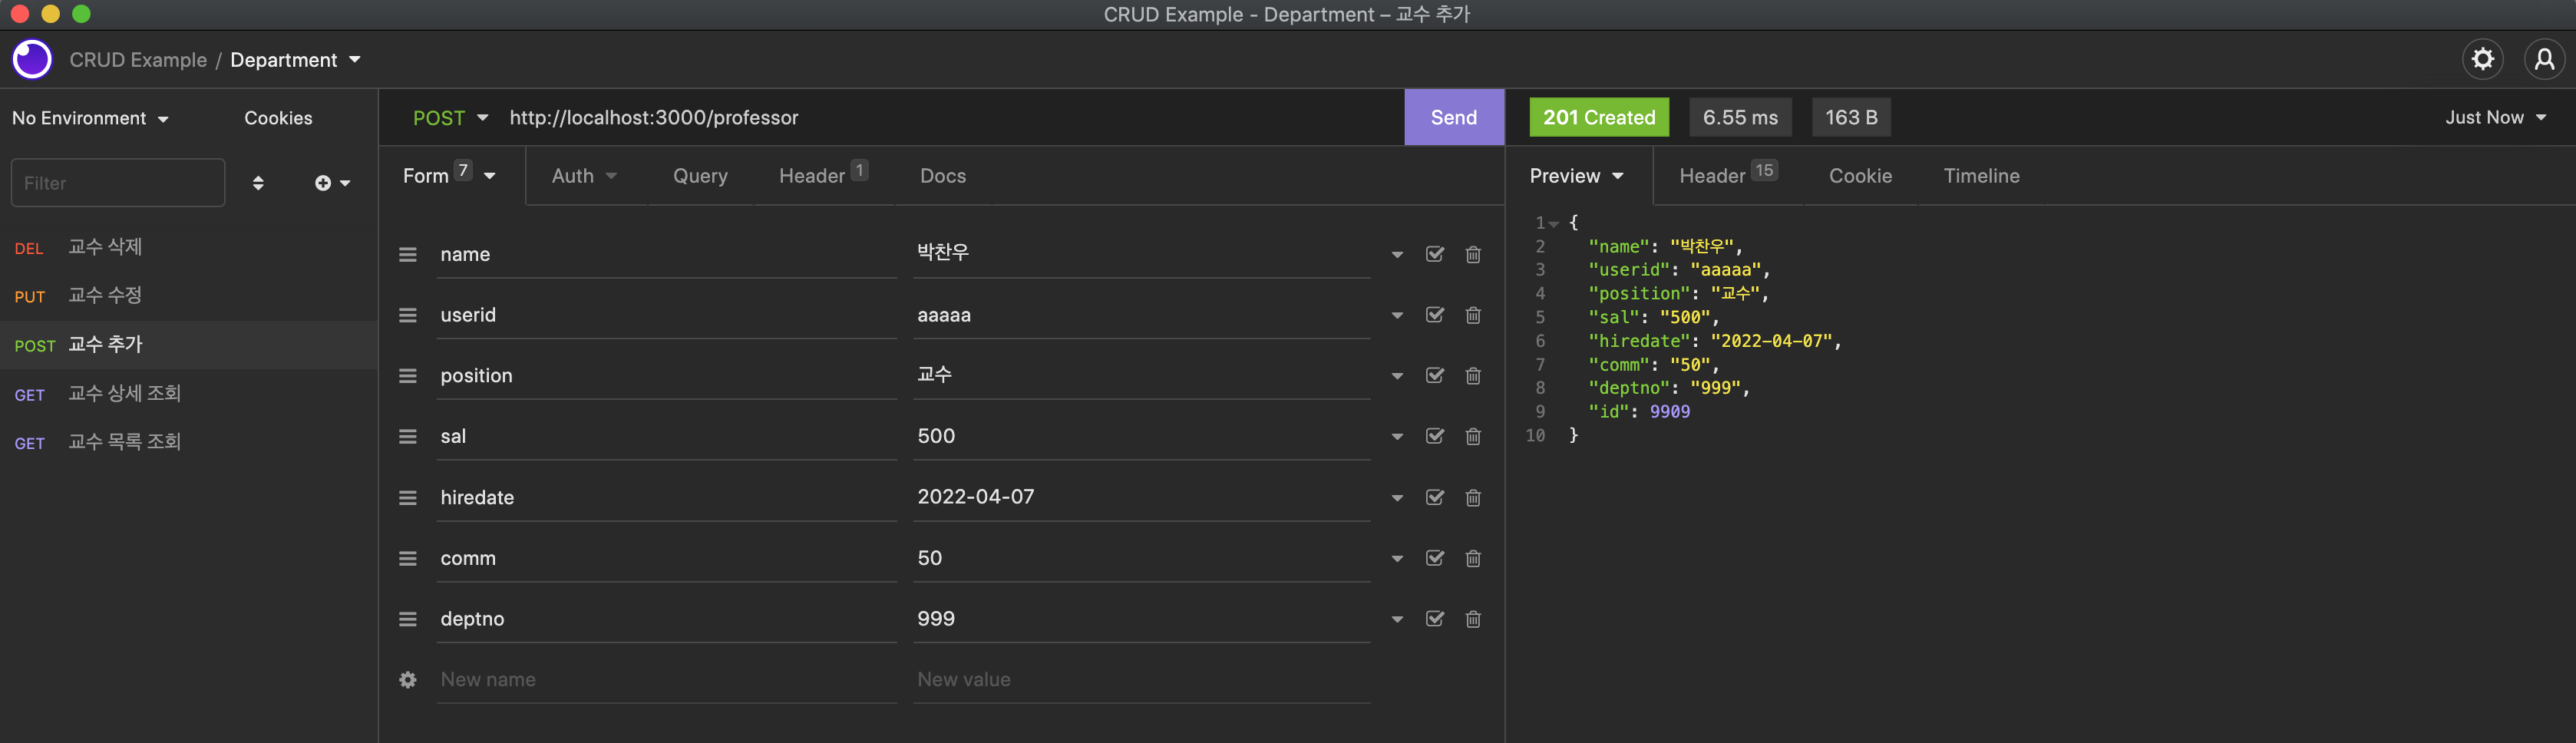 CRUD Example - Department – 교수 추가
CRUD Example / Department
No Environment
Cookies
Filter
DEL 교수 삭제
PUT 교수 수정
POST 교수 추가
GET 교수 상세 조회
GET 교수 목록 조회
POST http://localhost:3000/professor
Send
Form 7 Auth Query Header 1 Docs
name 박찬우
userid aaaaa
position 교수
sal 500
hiredate 2022-04-07
comm 50
deptno 999
New name New value
201 Created 6.55 ms 163 B Just Now
Preview Header 15 Cookie Timeline
1 {
2 "name": "박찬우",
3 "userid": "aaaaa",
4 "position": "교수",
5 "sal": "500",
6 "hiredate": "2022-04-07",
7 "comm": "50",
8 "deptno": "999",
9 "id": 9909
10 }